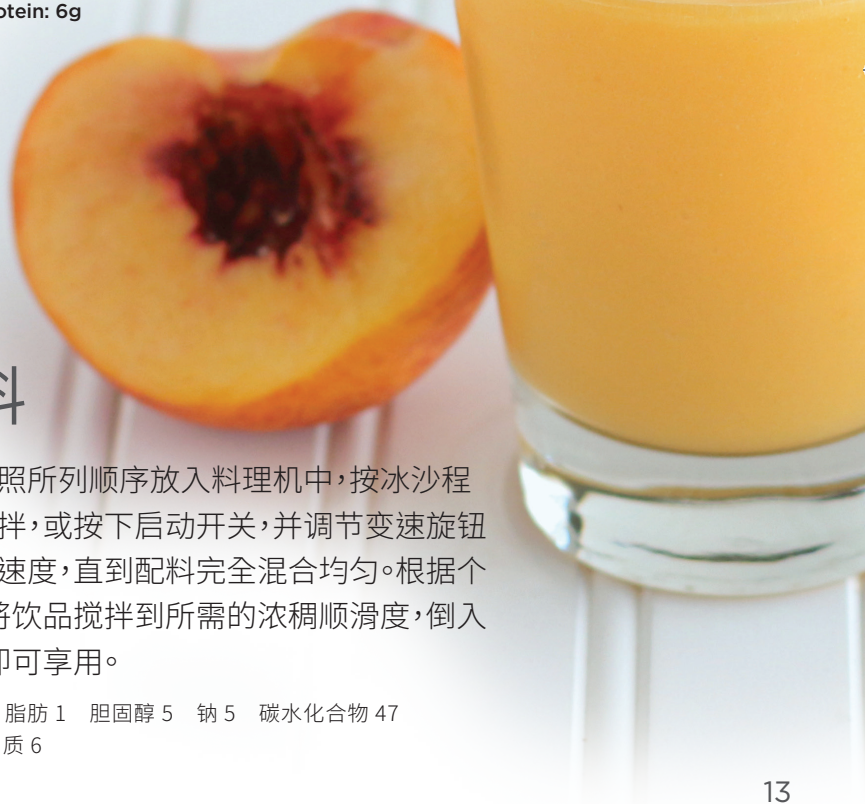 otein: 6g
料
照所列顺序放入料理机中，按冰沙程
拌，或按下启动开关，并调节变速旋钮
速度，直到配料完全混合均匀。根据个
将饮品搅拌到所需的浓稠顺滑度，倒入
即可享用。
脂肪 1 胆固醇 5 钠 5 碳水化合物 47
质 6
13